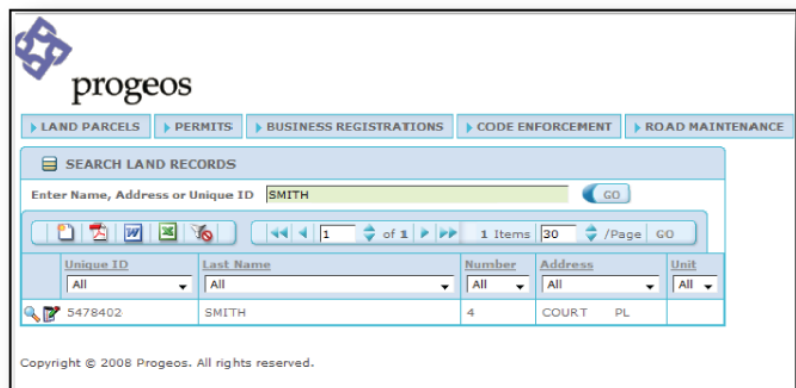 progeos
LAND PARCELS PERMITS BUSINESS REGISTRATIONS CODE ENFORCEMENT ROAD MAINTENANCE
SEARCH LAND RECORDS
Enter Name, Address or Unique ID SMITH GO
1 of 1 1 Items 30 /Page GO
Unique ID Last Name Number Address Unit
All All All All All
5478402 SMITH 4 COURT PL
Copyright © 2008 Progeos. All rights reserved.